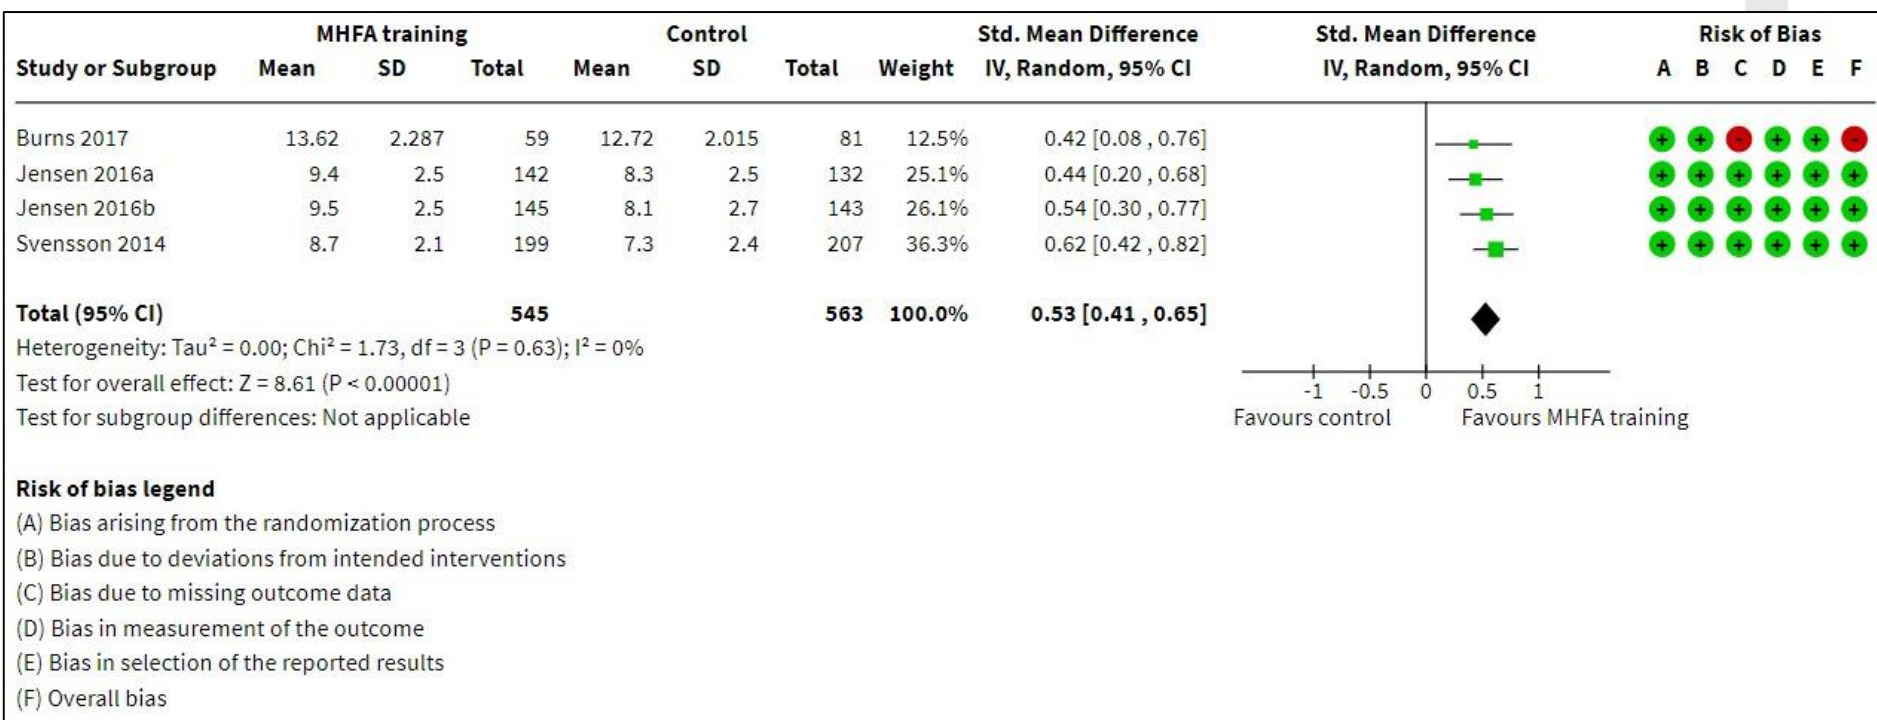 MHFA training Control Std. Mean Difference Std. Mean Difference Risk of Bias
Study or Subgroup Mean SD Total Mean SD Total Weight IV, Random, 95% CI IV, Random, 95% CI A B C D E F
Burns 2017 13.62 2.287 59 12.72 2.015 81 12.5% 0.42 [0.08 , 0.76] + + - + + -
Jensen 2016a 9.4 2.5 142 8.3 2.5 132 25.1% 0.44 [0.20 , 0.68] + + + + + +
Jensen 2016b 9.5 2.5 145 8.1 2.7 143 26.1% 0.54 [0.30 , 0.77] + + + + + +
Svensson 2014 8.7 2.1 199 7.3 2.4 207 36.3% 0.62 [0.42 , 0.82] + + + + + +
Total (95% CI) 545 563 100.0% 0.53 [0.41 , 0.65]
Heterogeneity: Tau² = 0.00; Chi² = 1.73, df = 3 (P = 0.63); I² = 0%
Test for overall effect: Z = 8.61 (P < 0.00001)
-1 -0.5 0 0.5 1
Test for subgroup differences: Not applicable Favours control Favours MHFA training
Risk of bias legend
(A) Bias arising from the randomization process
(B) Bias due to deviations from intended interventions
(C) Bias due to missing outcome data
(D) Bias in measurement of the outcome
(E) Bias in selection of the reported results
(F) Overall bias